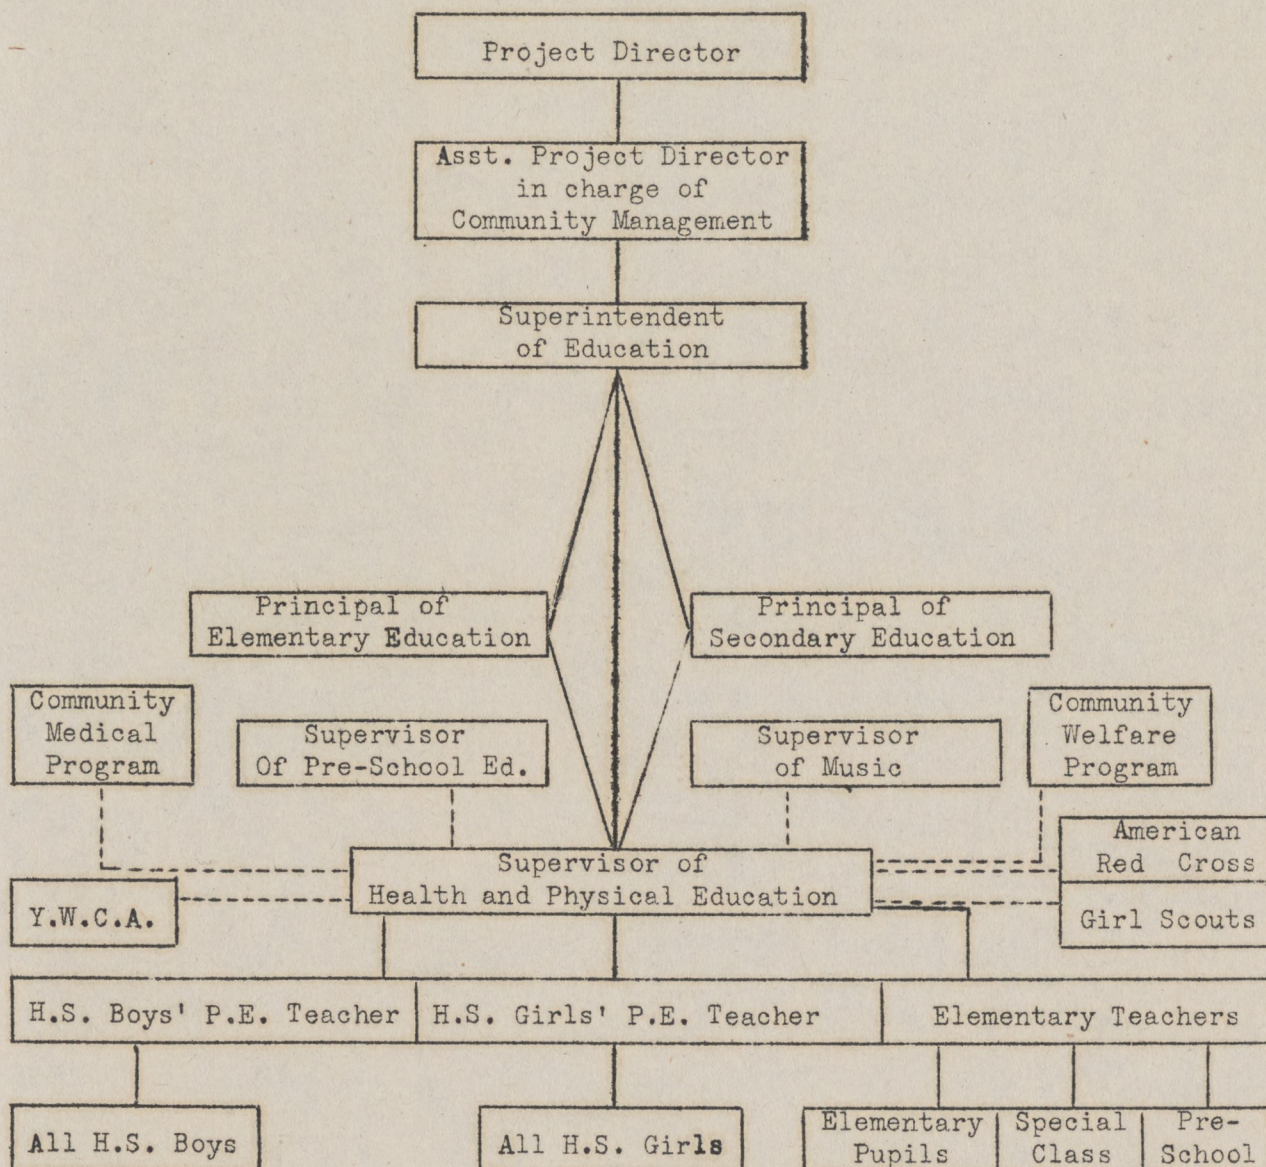 Project Director
Asst. Project Director
in charge of
Community Management
Superintendent
of Education
Principal of
Elementary Education
Principal of
Secondary Education
Community
Medical
Program
Supervisor
Of Pre-School Ed.
Supervisor
of Music
Community
Welfare
Program
American
Red Cross
Supervisor of
Health and Physical Education
Y.W.C.A.
Girl Scouts
H.S. Boys' P.E. Teacher
H.S. Girls' P.E. Teacher
Elementary Teachers
All H.S. Boys
All H.S. Girls
Elementary
Pupils
Special
Class
Pre-
School